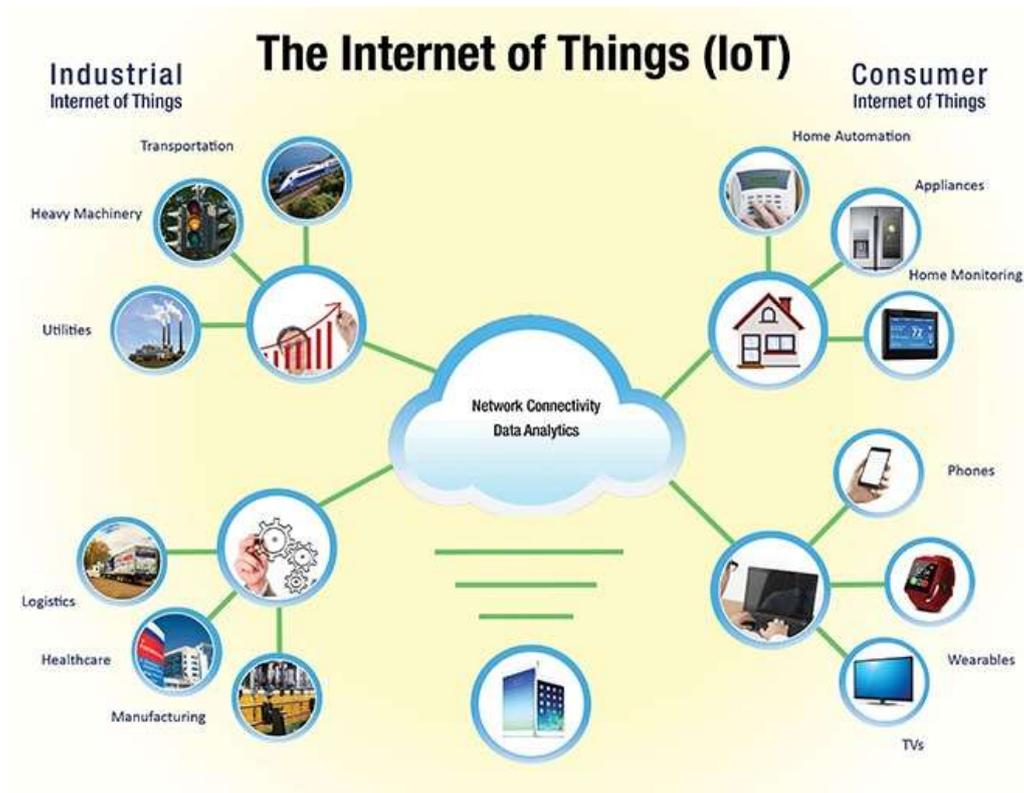 The Internet of Things (IoT)
Industrial
Internet of Things
Consumer
Internet of Things
Transportation
Heavy Machinery
Utilities
Home Automation
Appliances
Home Monitoring
72
Network Connectivity
Data Analytics
Logistics
Healthcare
Manufacturing
Phones
Wearables
TVs